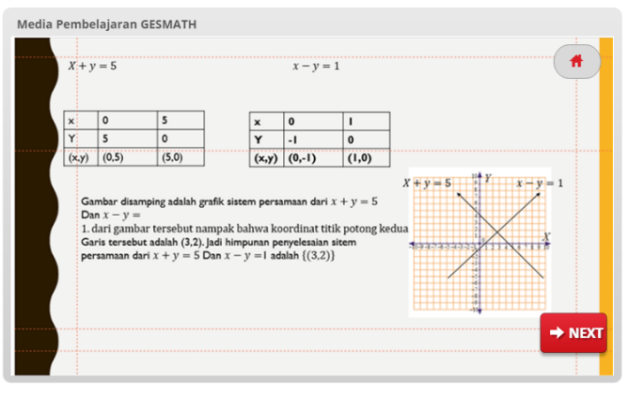 Media Pembelajaran GESMATH
X + y = 5
x − y = 1
x 0 5
Y 5 0
(x,y) (0,5) (5,0)
x 0 1
Y -1 0
(x,y) (0,-1) (1,0)
X + y = 5
Y
x − y = 1
X
Gambar disamping adalah grafik sistem persamaan dari x + y = 5
Dan x − y =
1. dari gambar tersebut nampak bahwa koordinat titik potong kedua
Garis tersebut adalah (3,2). Jadi himpunan penyelesaian sitem
persamaan dari x + y = 5 Dan x − y =1 adalah {(3,2)}
NEXT